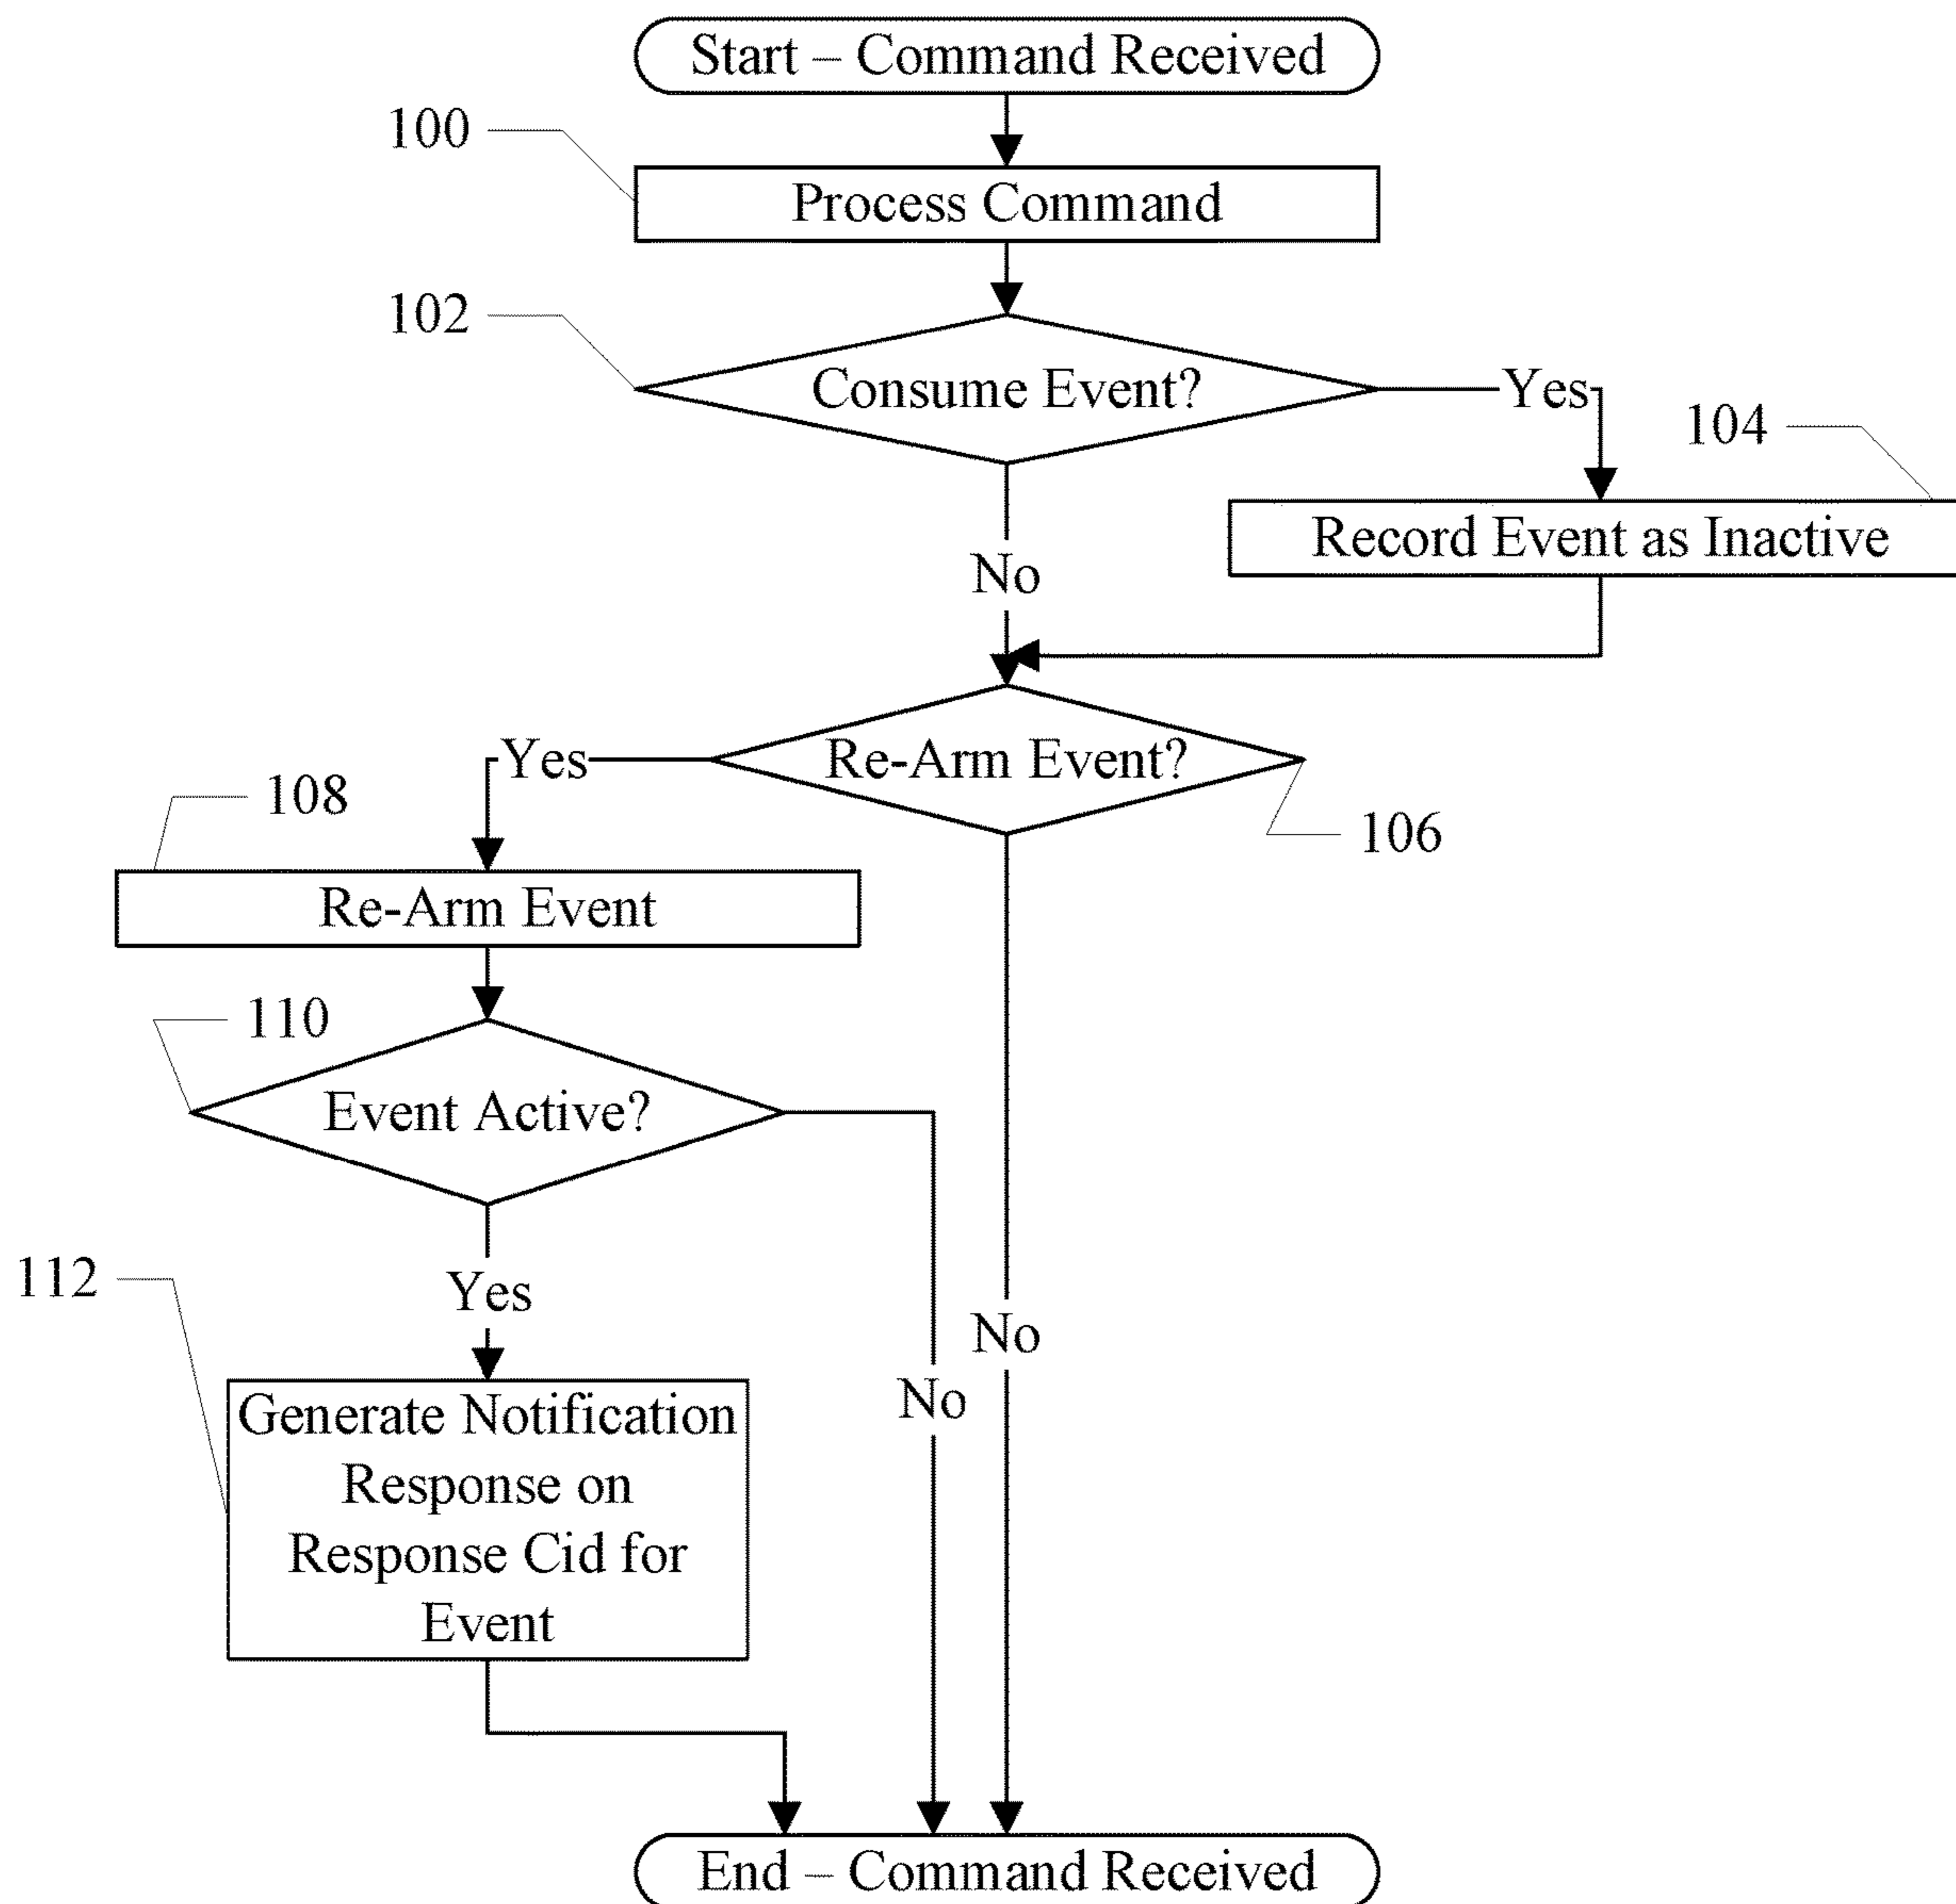 Start – Command Received
100
Process Command
102
Consume Event?
Yes
104
Record Event as Inactive
No
Yes
Re-Arm Event?
108
106
Re-Arm Event
110
Event Active?
112
Yes
No
No
Generate Notification
Response on
Response Cid for
Event
End – Command Received